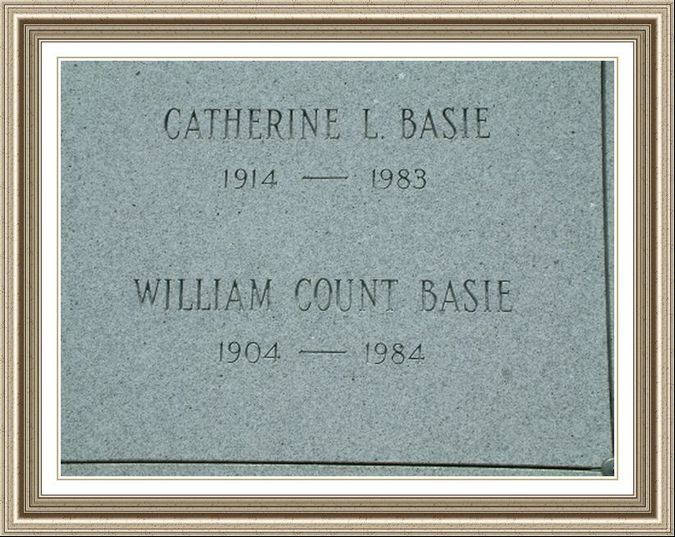 CATHERINE L. BASIE
1914 — 1983
WILLIAM COUNT BASIE
1904 — 1984